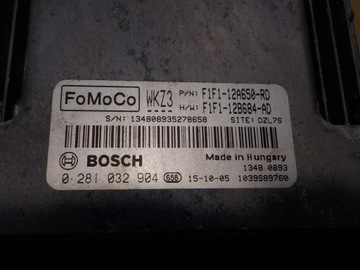 FoMoCo WKZ3 P/N: F1F1-12A650-RD
H/W: F1F1-12B684-AD
S/N: 134808935278658 SITE: DZL7S
BOSCH Made in Hungary
1348 0893
0 281 032 904 658 15-10-05 1039S89760